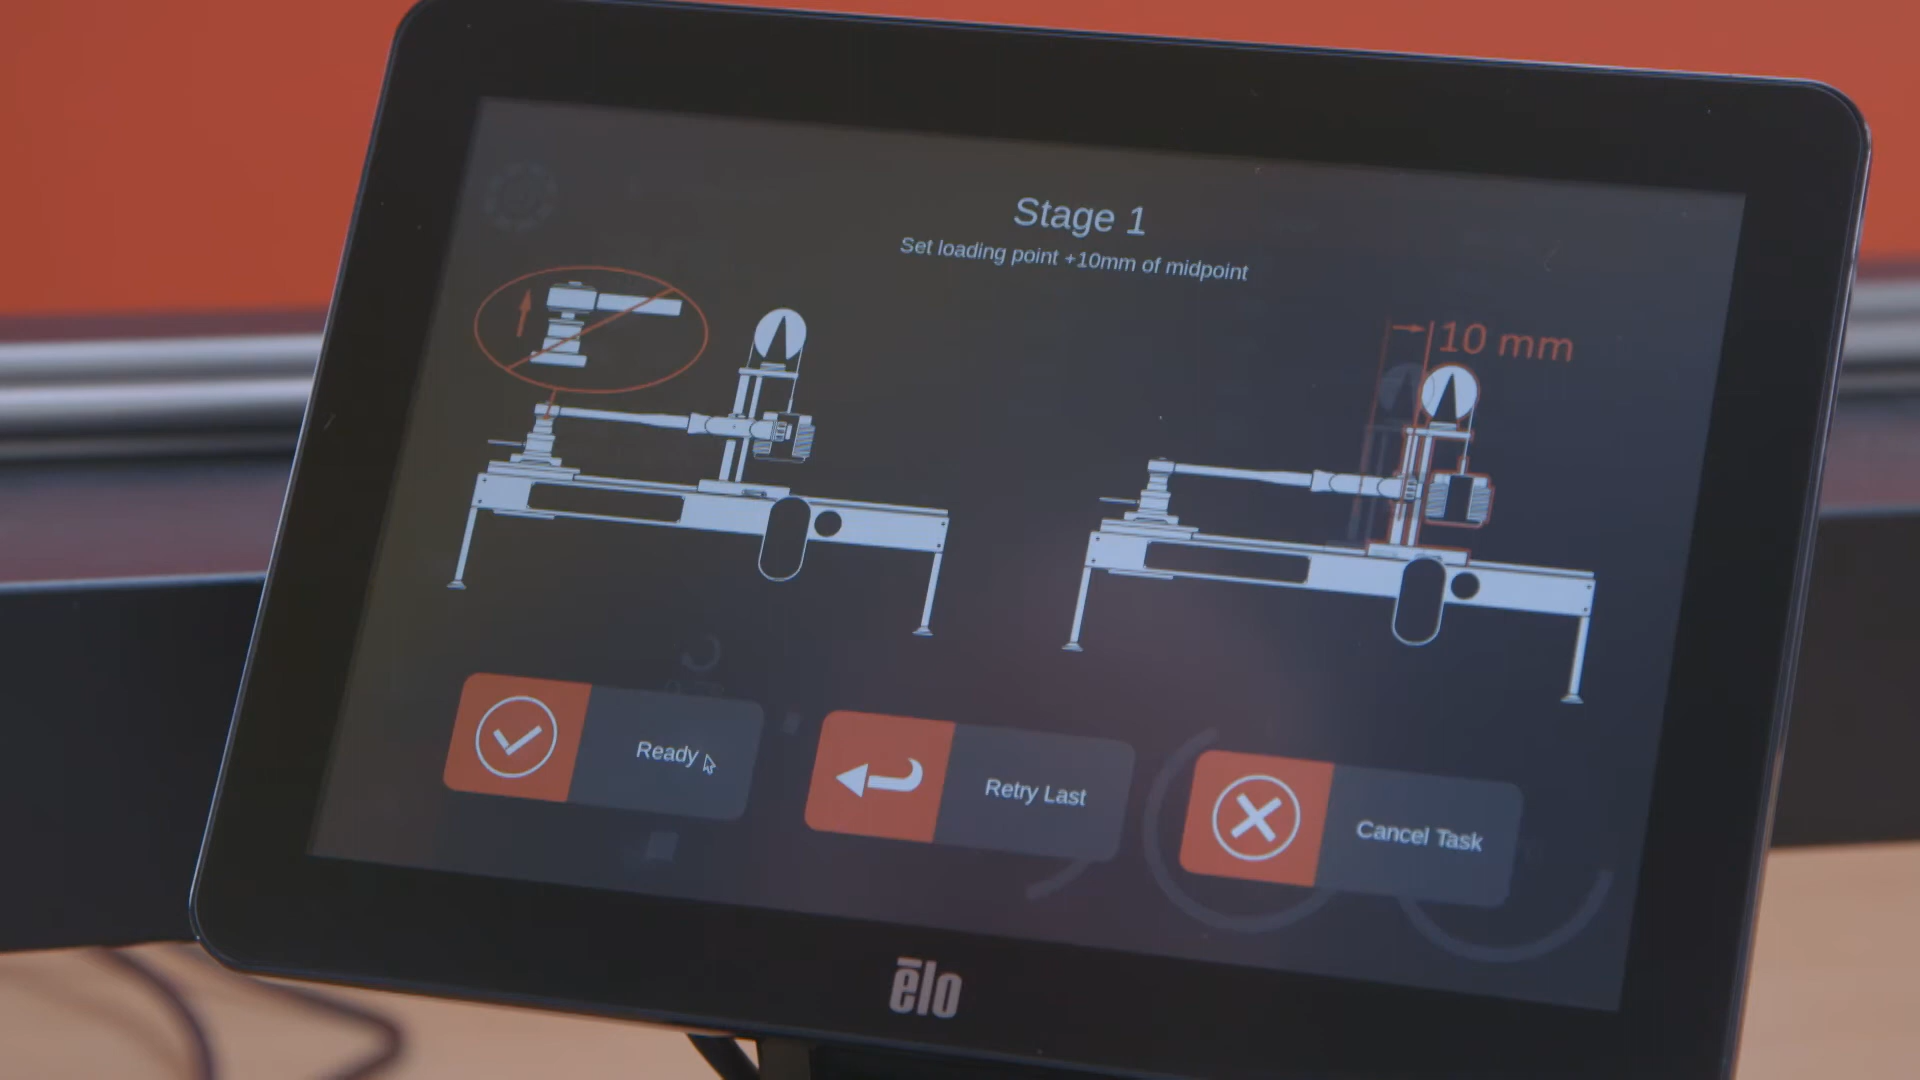 Stage 1
Set loading point +10mm of midpoint
10 mm
Ready
Retry Last
Cancel Task
ēlo